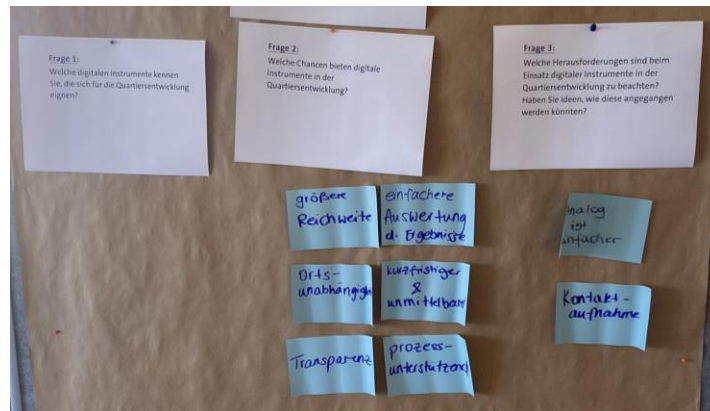 Frage 1:
Welche digitalen Instrumente kennen
Sie, die sich für die Quartiersentwicklung
eignen?
Frage 2:
Welche Chancen bieten digitale
Instrumente in der
Quartiersentwicklung?
Frage 3:
Welche Herausforderungen sind beim
Einsatz digitaler Instrumente in der
Quartiersentwicklung zu beachten?
Haben Sie Ideen, wie diese angegangen
werden könnten?
größere
Reichweite
einfachere
Auswertung
d. Ergebnisse
Orts-
unabhängigk
kurzfristiger
&
unmittelbar
Transparenz
prozess-
unterstützend
nalog
ist
infacher
Kontakt-
aufnahme